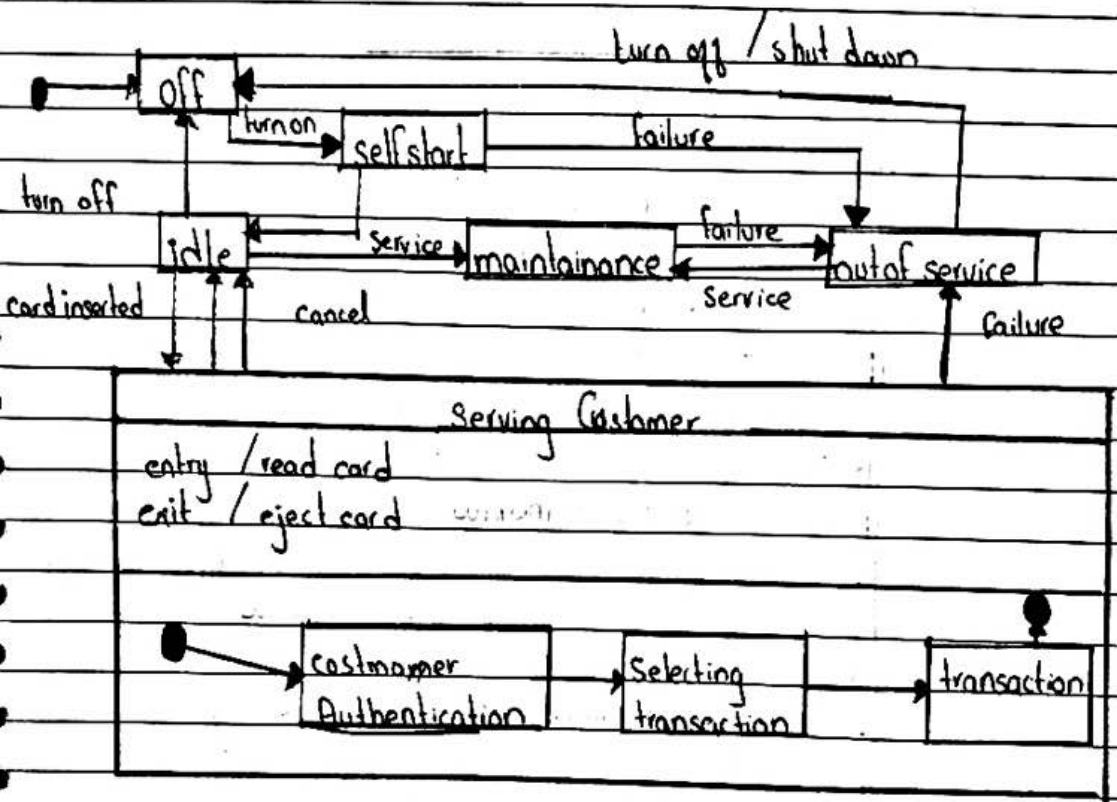 turn off / shut down
off
turn on
self start
failure
turn off
idle
service
maintainance
failure
out of service
service
card inserted
cancel
failure
Serving Costmer
entry / read card
exit / eject card
costmomer
Authentication
Selecting
transaction
transaction